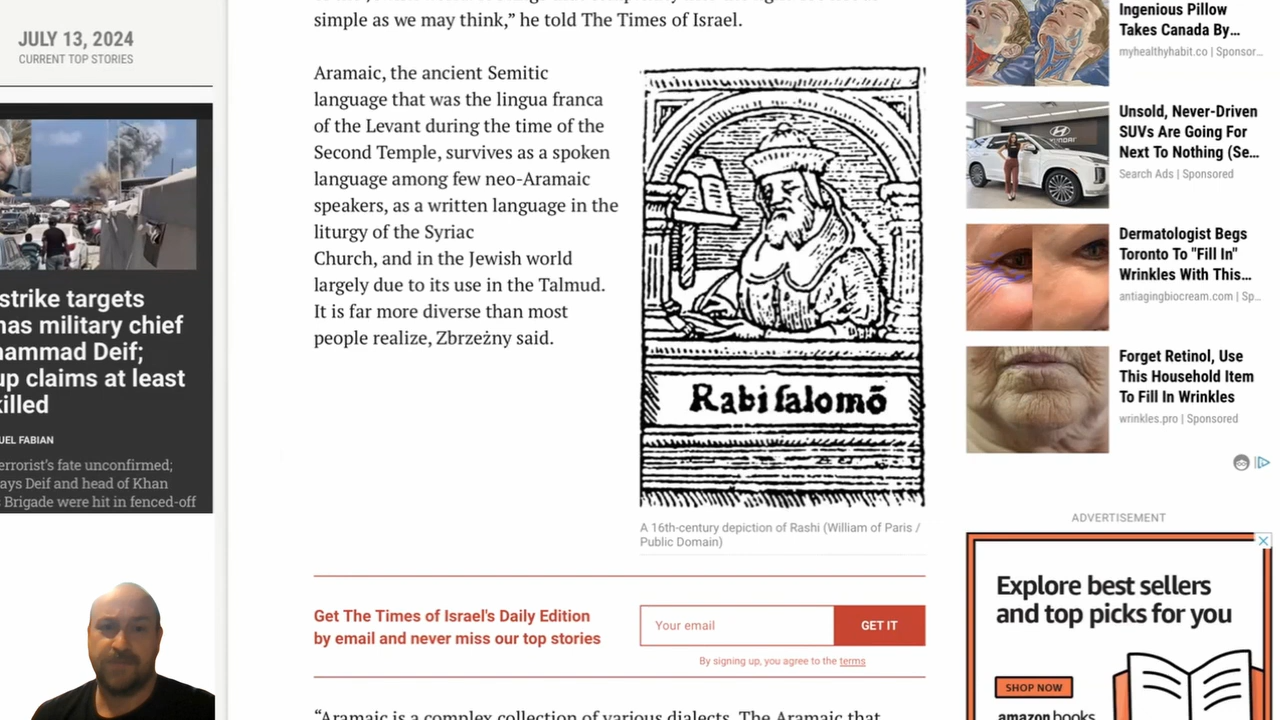 JULY 13, 2024
CURRENT TOP STORIES
strike targets
military chief
Deif;
claims at least
FABIAN
fate unconfirmed;
Deif and head of Khan
Brigade were hit in fenced-off
simple as we may think,” he told The Times of Israel.
Aramaic, the ancient Semitic
language that was the lingua franca
of the Levant during the time of the
Second Temple, survives as a spoken
language among few neo-Aramaic
speakers, as a written language in the
liturgy of the Syriac
Church, and in the Jewish world
largely due to its use in the Talmud.
It is far more diverse than most
people realize, Zbrzeżny said.
Rabi ſalomõ
A 16th-century depiction of Rashi (William of Paris /
Public Domain)
Get The Times of Israel's Daily Edition
by email and never miss our top stories
Your email
GET IT
By signing up, you agree to the terms
“Aramaic is a complex collection of various dialects. The Aramaic that
Ingenious Pillow
Takes Canada By…
myhealthyhabit.co | Sponsor…
HYUNDAI
Unsold, Never-Driven
SUVs Are Going For
Next To Nothing (Se…
Search Ads | Sponsored
Dermatologist Begs
Toronto To "Fill In"
Wrinkles With This…
antiagingbiocream.com | Sp…
Forget Retinol, Use
This Household Item
To Fill In Wrinkles
wrinkles.pro | Sponsored
ADVERTISEMENT
Explore best sellers
and top picks for you
SHOP NOW
amazon books